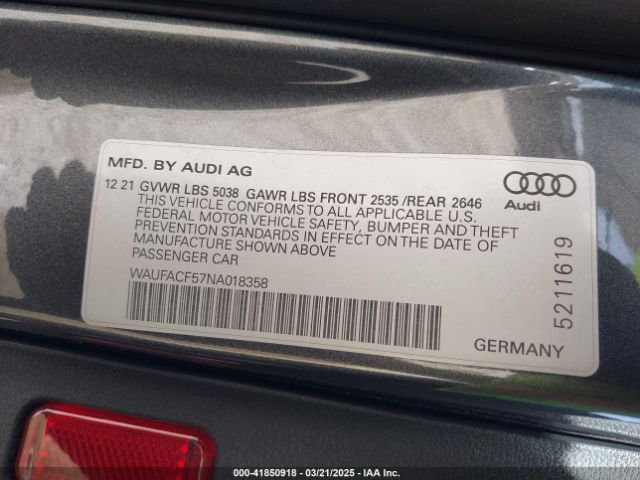 MFD. BY AUDI AG
12 21 GVWR LBS 5038 GAWR LBS FRONT 2535 /REAR 2646
THIS VEHICLE CONFORMS TO ALL APPLICABLE U.S.
FEDERAL MOTOR VEHICLE SAFETY, BUMPER AND THEFT
PREVENTION STANDARDS IN EFFECT ON THE DATE OF
MANUFACTURE SHOWN ABOVE
PASSENGER CAR
WAUFACF57NA018358
Audi
5211619
GERMANY
000-41850918 - 03/21/2025 - IAA Inc.